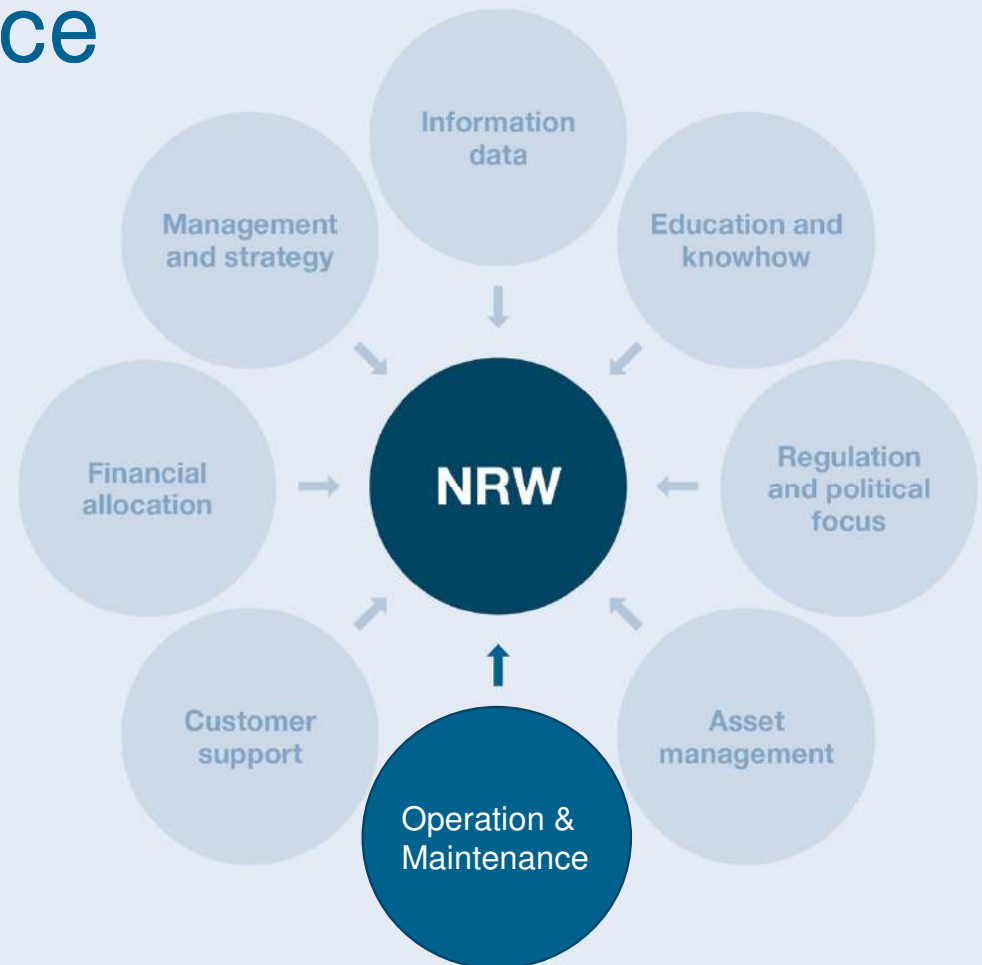 ce
Information
data
Management
and strategy
Education and
knowhow
Financial
allocation
NRW
Regulation
and political
focus
Customer
support
Asset
management
Operation &
Maintenance